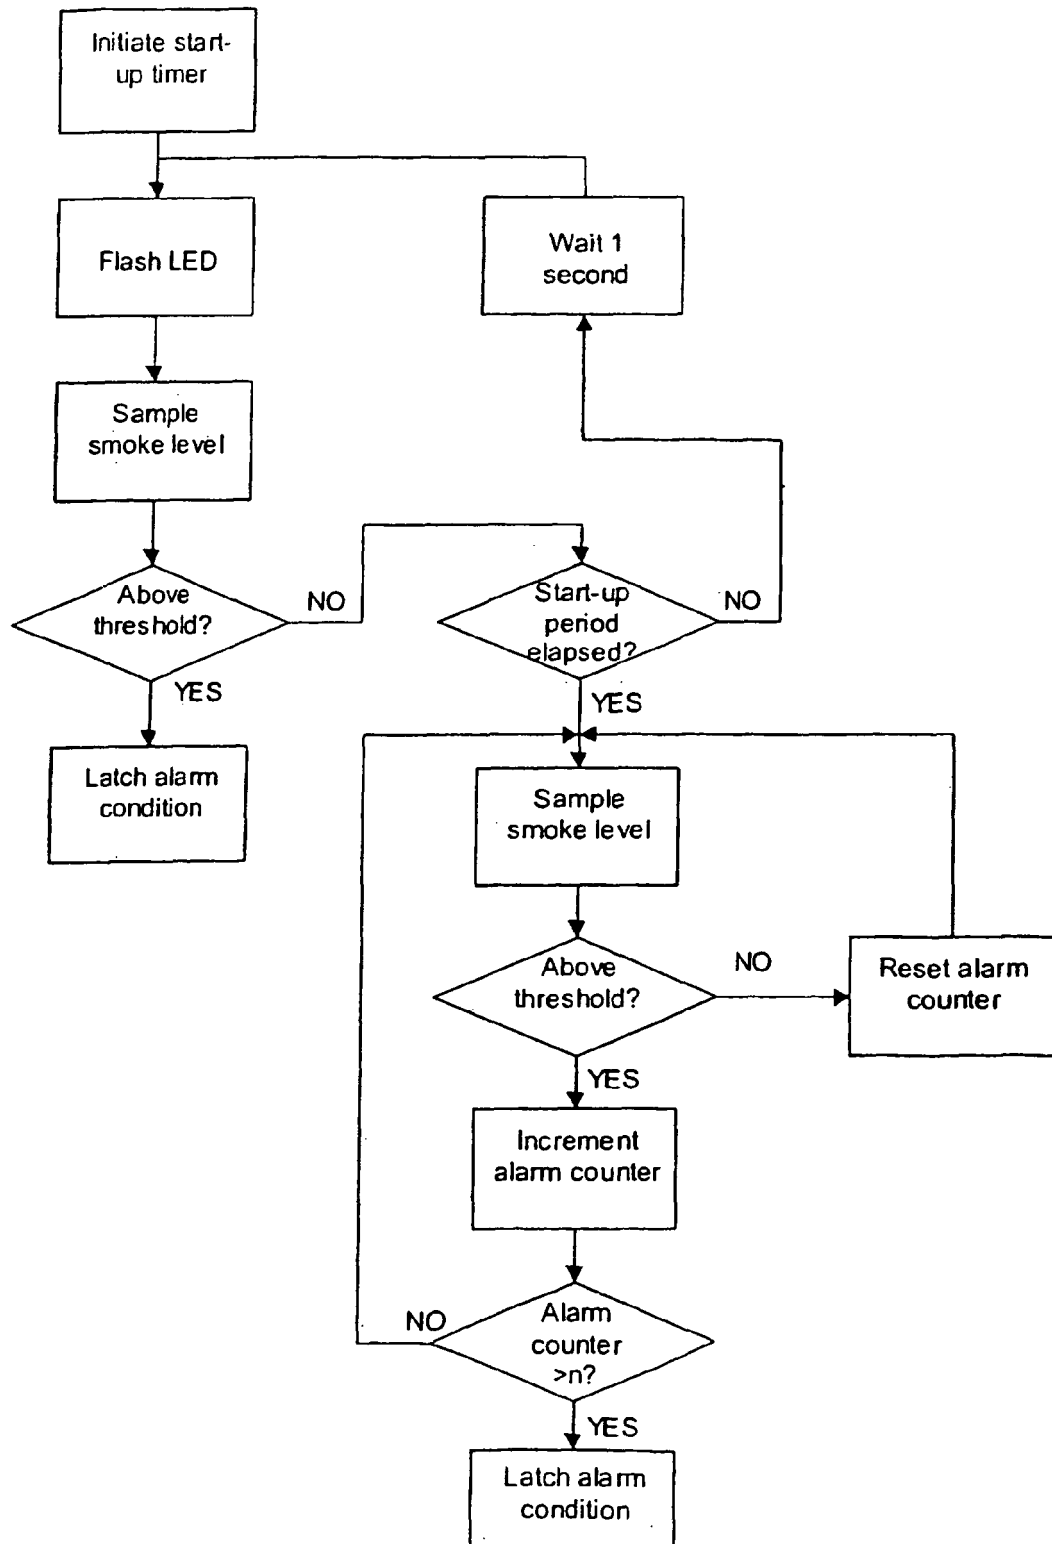 Initiate start-
up timer
Flash LED
Wait 1
second
Sample
smoke level
Above
threshold?
NO
Start-up
period
elapsed?
NO
YES
YES
Latch alarm
condition
Sample
smoke level
Above
threshold?
NO
Reset alarm
counter
YES
Increment
alarm counter
NO
Alarm
counter
>n?
YES
Latch alarm
condition